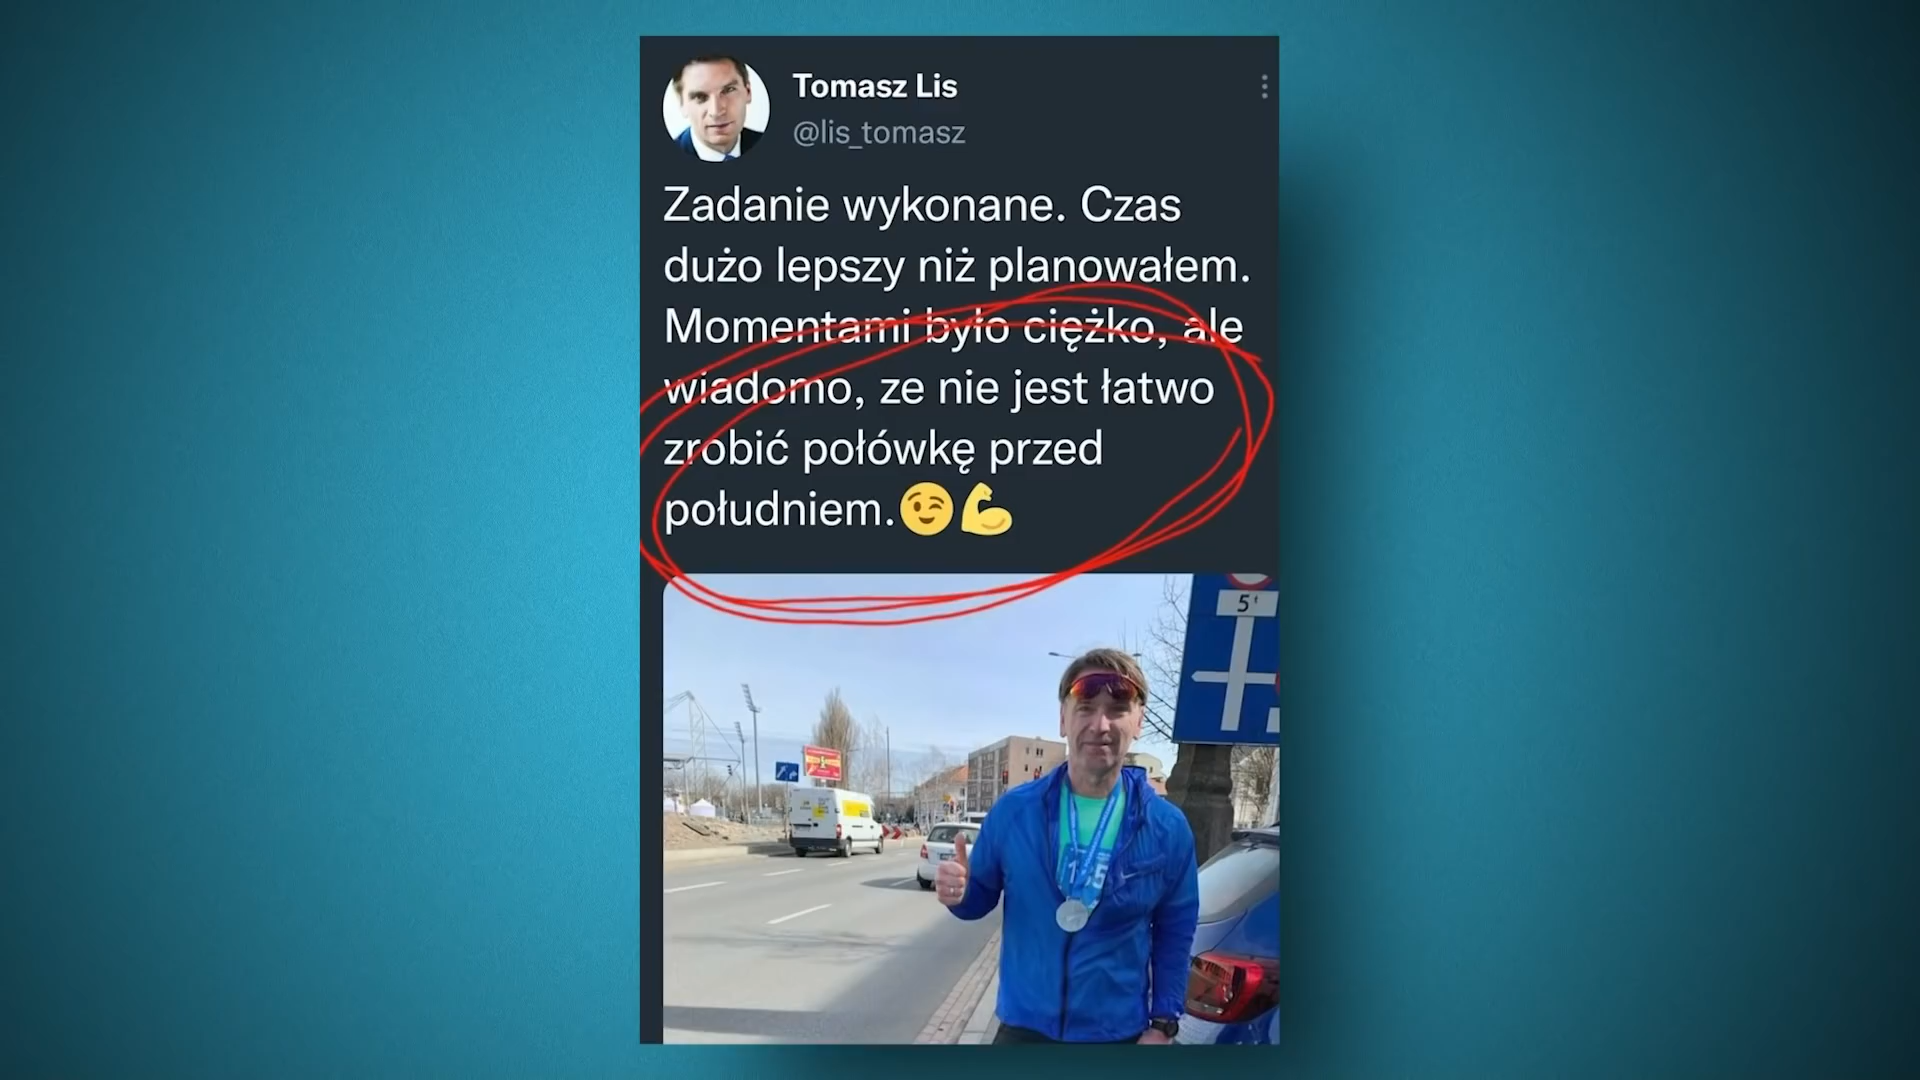 Tomasz Lis
@lis_tomasz
Zadanie wykonane. Czas
dużo lepszy niż planowałem.
Momentami było ciężko, ale
wiadomo, ze nie jest łatwo
zrobić połówkę przed
południem.😉💪
5t